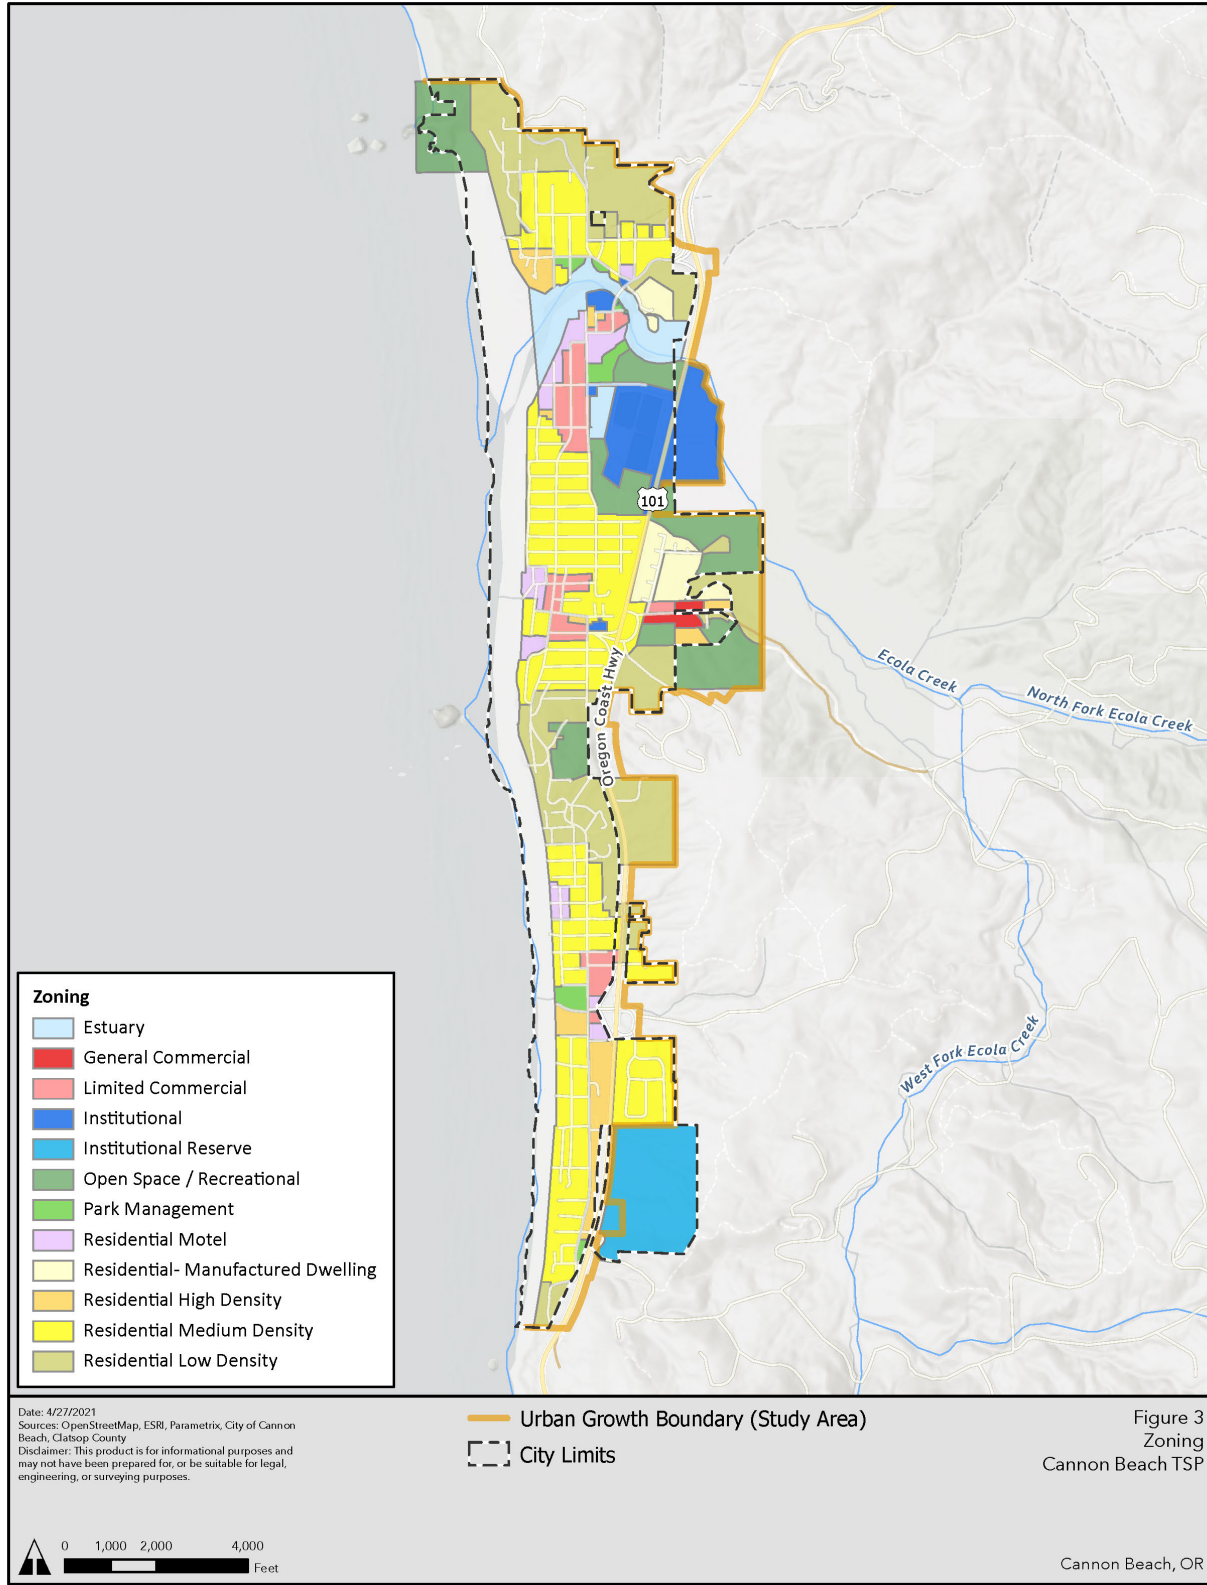 101
Oregon Coast Hwy
Ecola Creek
North Fork Ecola Creek
West Fork Ecola Creek
Zoning
Estuary
General Commercial
Limited Commercial
Institutional
Institutional Reserve
Open Space / Recreational
Park Management
Residential Motel
Residential- Manufactured Dwelling
Residential High Density
Residential Medium Density
Residential Low Density
Date: 4/27/2021
Sources: OpenStreetMap, ESRI, Parametrix, City of Cannon
Beach, Clatsop County
Disclaimer: This product is for informational purposes and
may not have been prepared for, or be suitable for legal,
engineering, or surveying purposes.
0 1,000 2,000 4,000
Feet
Urban Growth Boundary (Study Area)
City Limits
Figure 3
Zoning
Cannon Beach TSP
Cannon Beach, OR